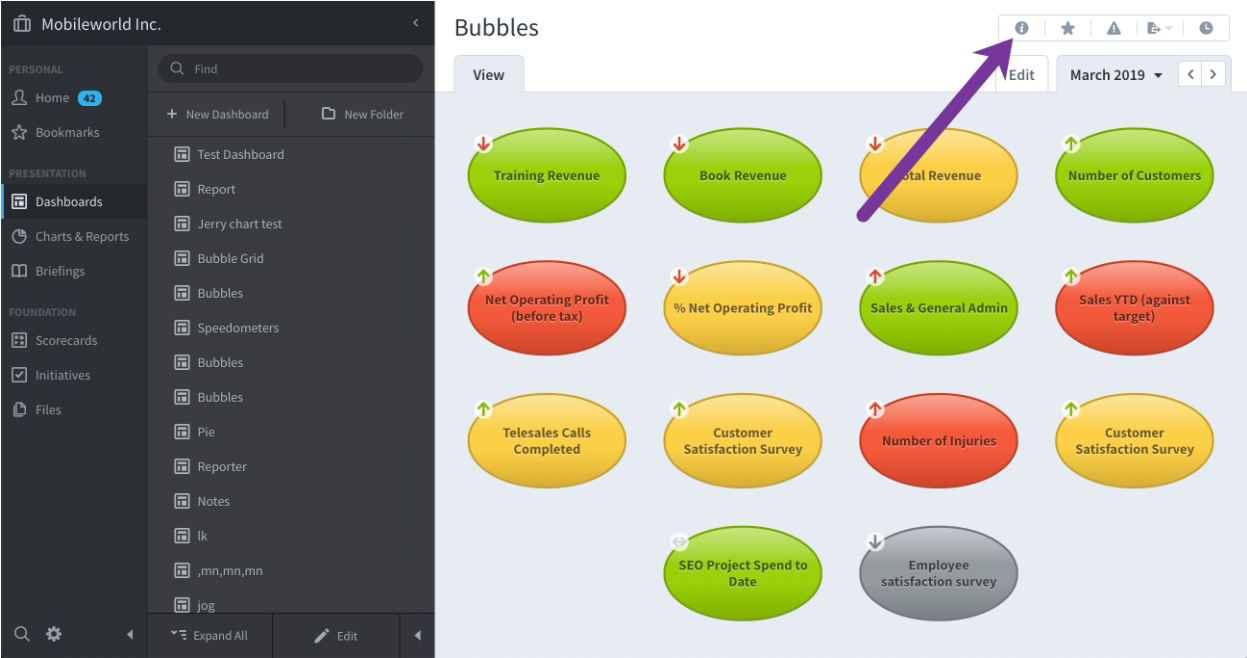 Mobileworld Inc.
PERSONAL
Home 42
Bookmarks
PRESENTATION
Dashboards
Charts & Reports
Briefings
FOUNDATION
Scorecards
Initiatives
Files
Find
New Dashboard
New Folder
Test Dashboard
Report
Jerry chart test
Bubble Grid
Bubbles
Speedometers
Bubbles
Bubbles
Pie
Reporter
Notes
lk
,mn,mn,mn
jog
Expand All
Edit
Bubbles
View
Edit
March 2019
Training Revenue
Book Revenue
Revenue
Number of Customers
Net Operating Profit
(before tax)
% Net Operating Profit
Sales & General Admin
Sales YTD (against
target)
Telesales Calls
Completed
Customer
Satisfaction Survey
Number of Injuries
Customer
Satisfaction Survey
SEO Project Spend to
Date
Employee
satisfaction survey